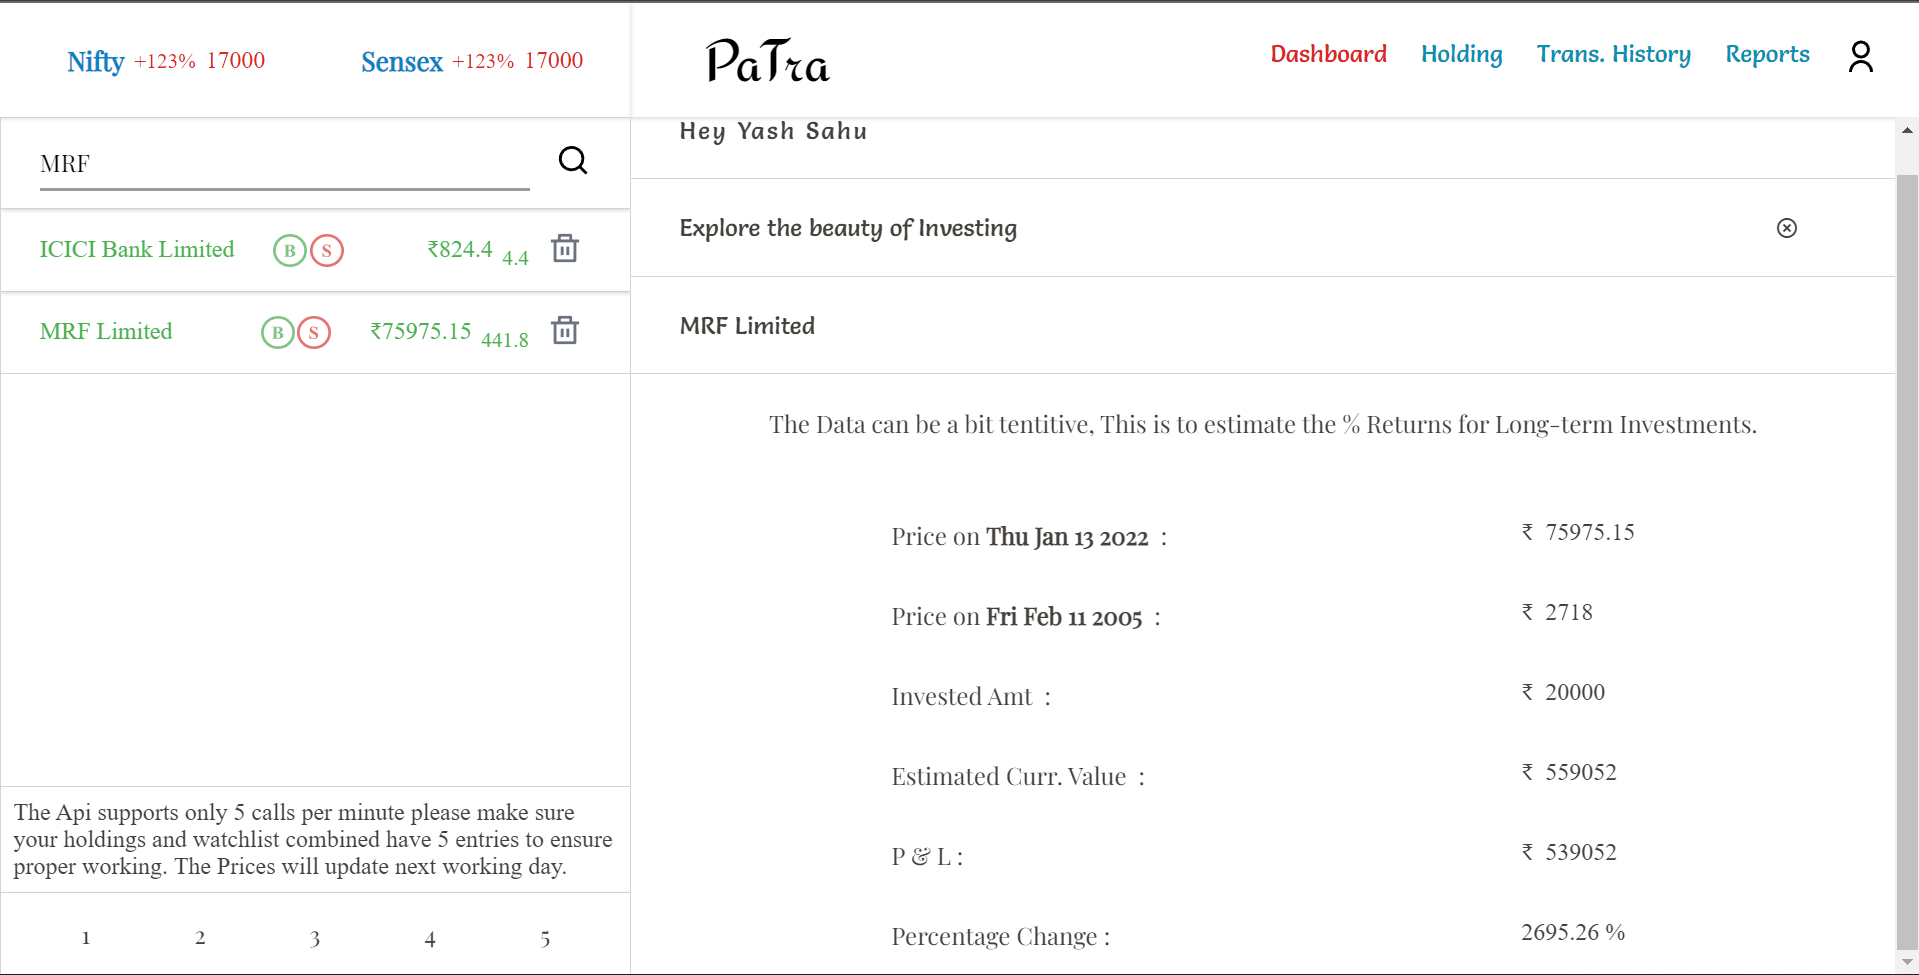 Nifty +123% 17000 Sensex +123% 17000
PaTra
Dashboard Holding Trans. History Reports
MRF
ICICI Bank Limited B S ₹824.4 4.4
MRF Limited B S ₹75975.15 441.8
The Api supports only 5 calls per minute please make sure
your holdings and watchlist combined have 5 entries to ensure
proper working. The Prices will update next working day.
1 2 3 4 5
Hey Yash Sahu
Explore the beauty of Investing
MRF Limited
The Data can be a bit tentitive, This is to estimate the % Returns for Long-term Investments.
Price on Thu Jan 13 2022 : ₹ 75975.15
Price on Fri Feb 11 2005 : ₹ 2718
Invested Amt : ₹ 20000
Estimated Curr. Value : ₹ 559052
P & L : ₹ 539052
Percentage Change : 2695.26 %